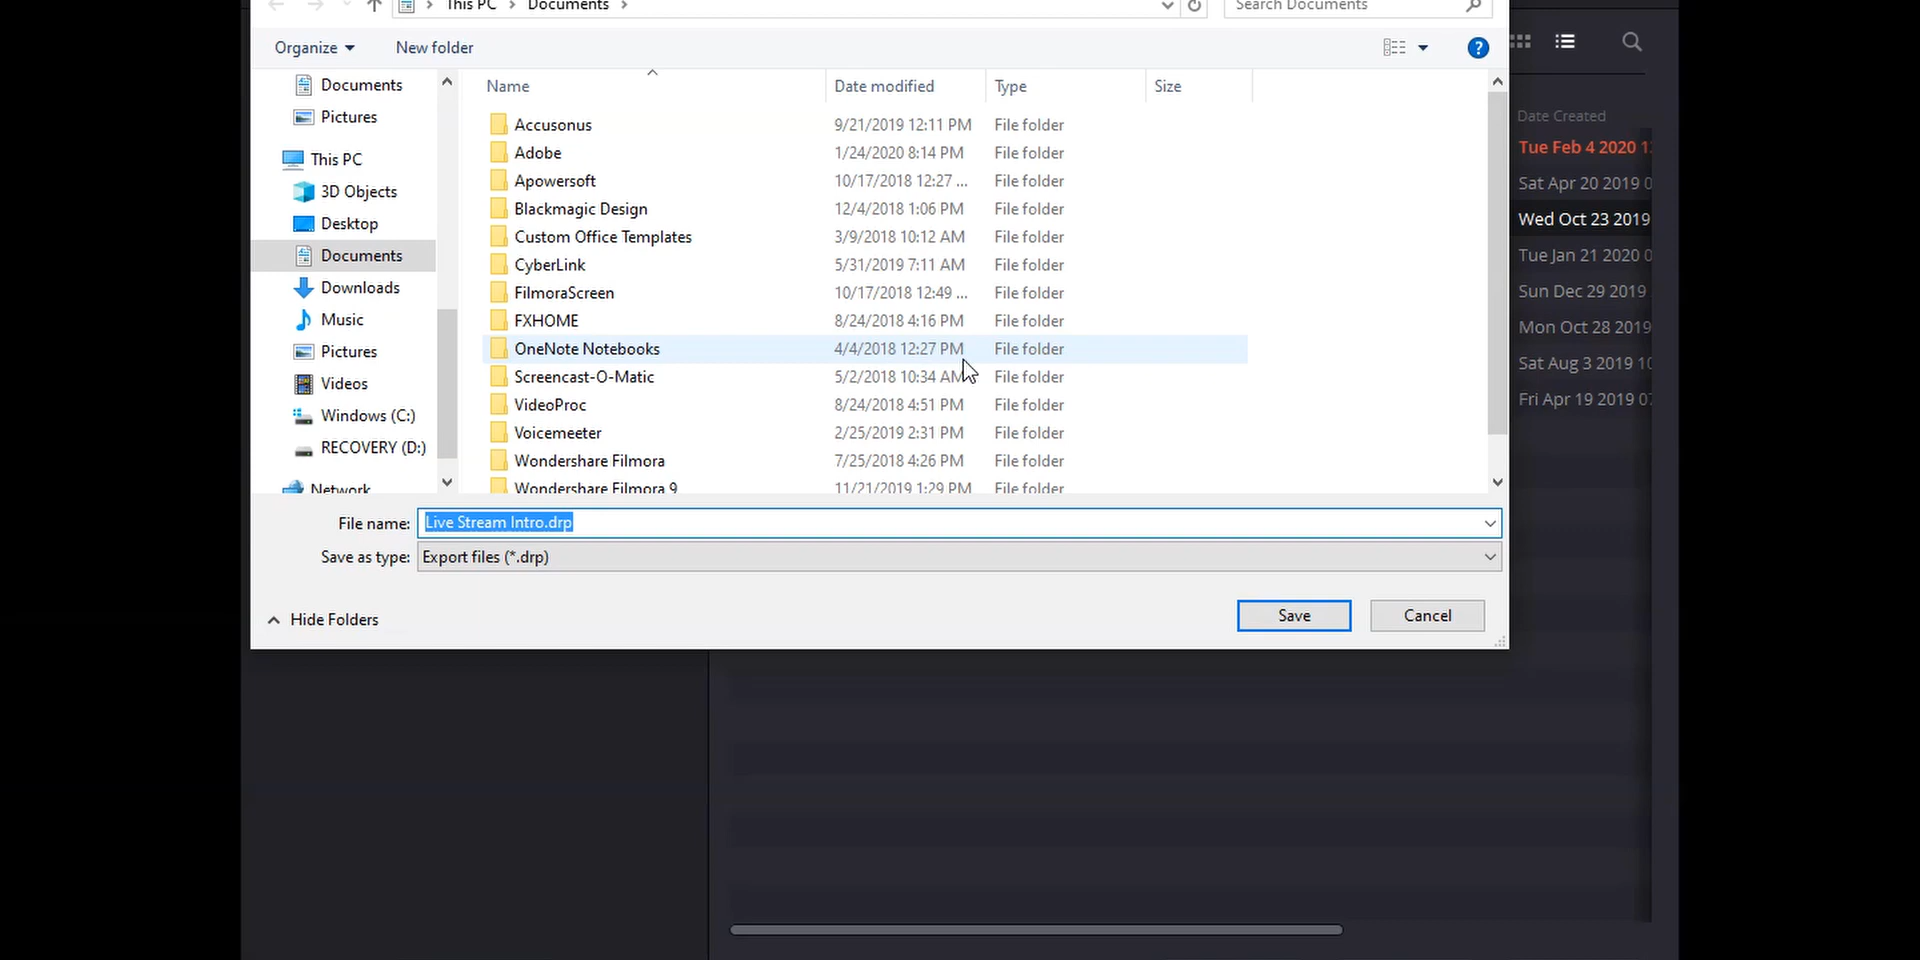 This PC > Documents >
Search Documents
Organize
New folder
Documents
Pictures
This PC
3D Objects
Desktop
Documents
Downloads
Music
Pictures
Videos
Windows (C:)
RECOVERY (D:)
Network
Name Date modified Type Size
Accusonus 9/21/2019 12:11 PM File folder
Adobe 1/24/2020 8:14 PM File folder
Apowersoft 10/17/2018 12:27 ... File folder
Blackmagic Design 12/4/2018 1:06 PM File folder
Custom Office Templates 3/9/2018 10:12 AM File folder
CyberLink 5/31/2019 7:11 AM File folder
FilmoraScreen 10/17/2018 12:49 ... File folder
FXHOME 8/24/2018 4:16 PM File folder
OneNote Notebooks 4/4/2018 12:27 PM File folder
Screencast-O-Matic 5/2/2018 10:34 AM File folder
VideoProc 8/24/2018 4:51 PM File folder
Voicemeeter 2/25/2019 2:31 PM File folder
Wondershare Filmora 7/25/2018 4:26 PM File folder
Wondershare Filmora 9 11/21/2019 1:29 PM File folder
File name: Live Stream Intro.drp
Save as type: Export files (*.drp)
Hide Folders
Save
Cancel
Date Created
Tue Feb 4 2020 1
Sat Apr 20 2019 0
Wed Oct 23 2019
Tue Jan 21 2020 0
Sun Dec 29 2019
Mon Oct 28 2019
Sat Aug 3 2019 10
Fri Apr 19 2019 07